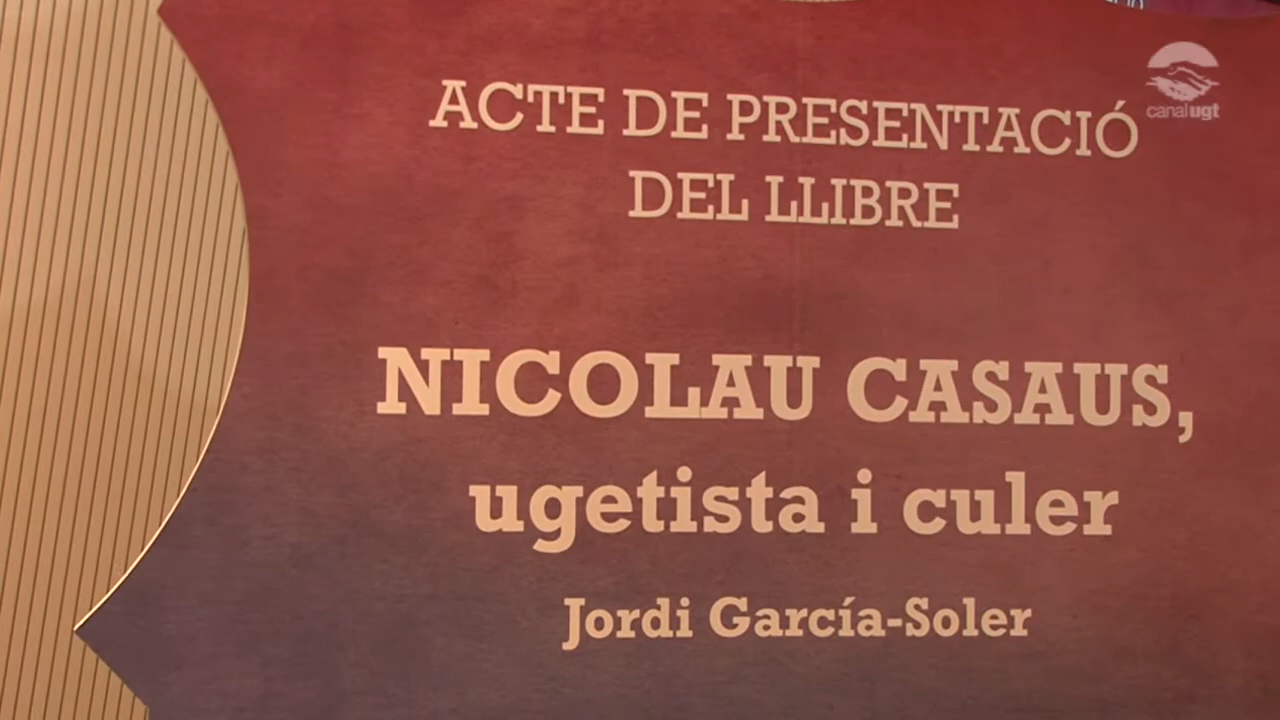 ACTE DE PRESENTACIÓ
DEL LLIBRE
NICOLAU CASAUS,
ugetista i culer
Jordi García-Soler
canalugt